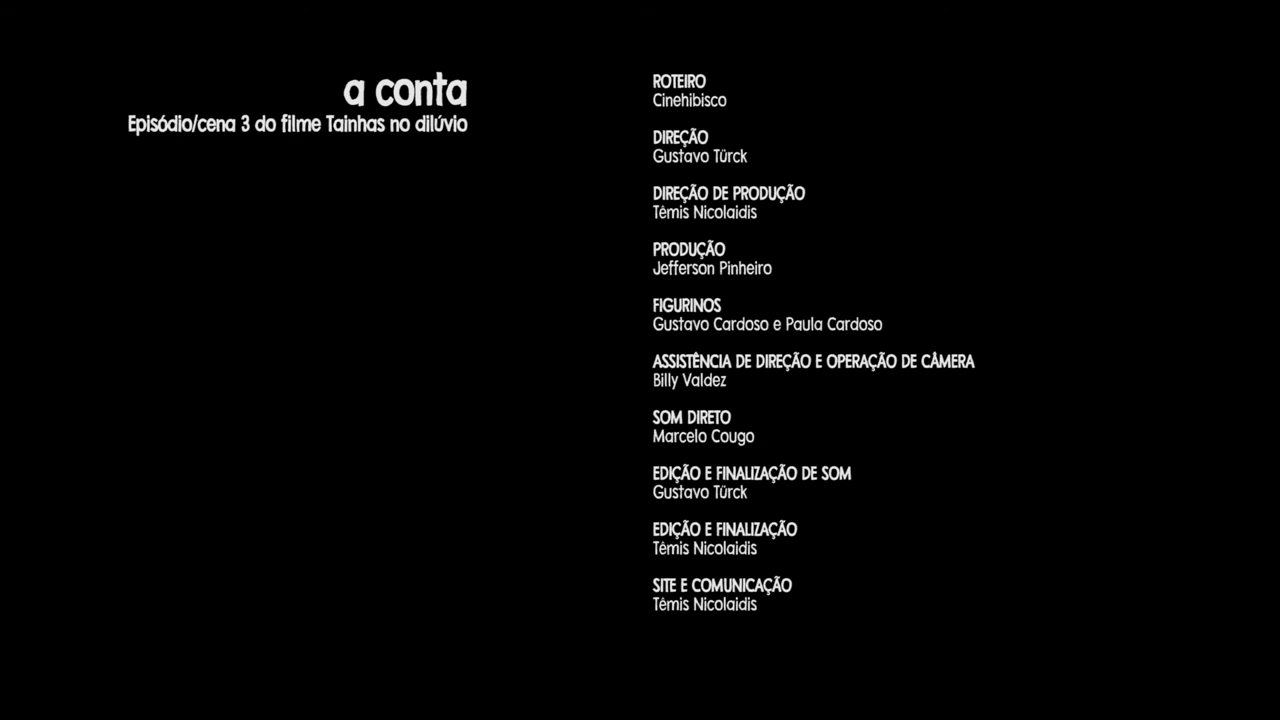 a conta
Episódio/cena 3 do filme Tainhas no dilúvio
ROTEIRO
Cinehibisco
DIREÇÃO
Gustavo Türck
DIREÇÃO DE PRODUÇÃO
Têmis Nicolaidis
PRODUÇÃO
Jefferson Pinheiro
FIGURINOS
Gustavo Cardoso e Paula Cardoso
ASSISTÊNCIA DE DIREÇÃO E OPERAÇÃO DE CÂMERA
Billy Valdez
SOM DIRETO
Marcelo Cougo
EDIÇÃO E FINALIZAÇÃO DE SOM
Gustavo Türck
EDIÇÃO E FINALIZAÇÃO
Têmis Nicolaidis
SITE E COMUNICAÇÃO
Têmis Nicolaidis